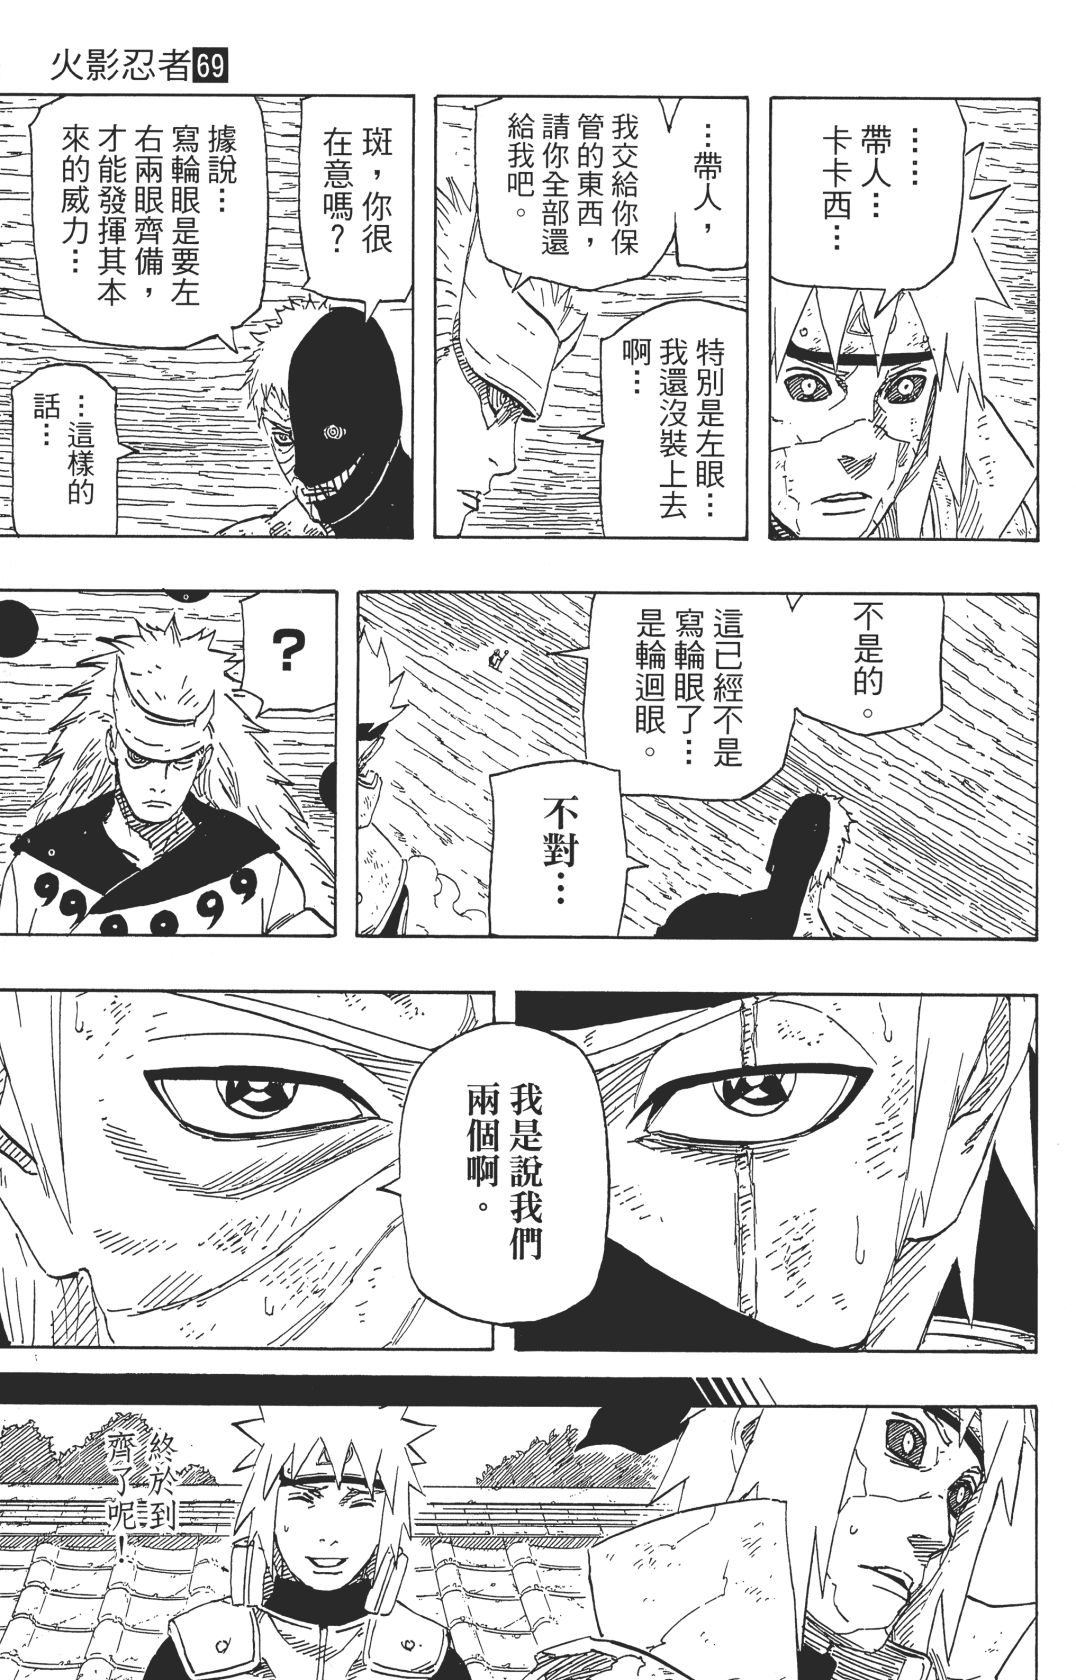 火影忍者69
……
帶人…
卡卡西…
…帶人，
我交給你保
管的東西，
請你全部還
給我吧。
特別是左眼…
我還沒裝上去
啊…
斑，你很
在意嗎？
據說…
寫輪眼是要左
右兩眼齊備，
才能發揮其本
來的威力…
…這樣的
話…
不是的。
這已經不是
寫輪眼了…
是輪迴眼。
不對…
？
我是說我們
兩個啊。
終於到
齊了呢！